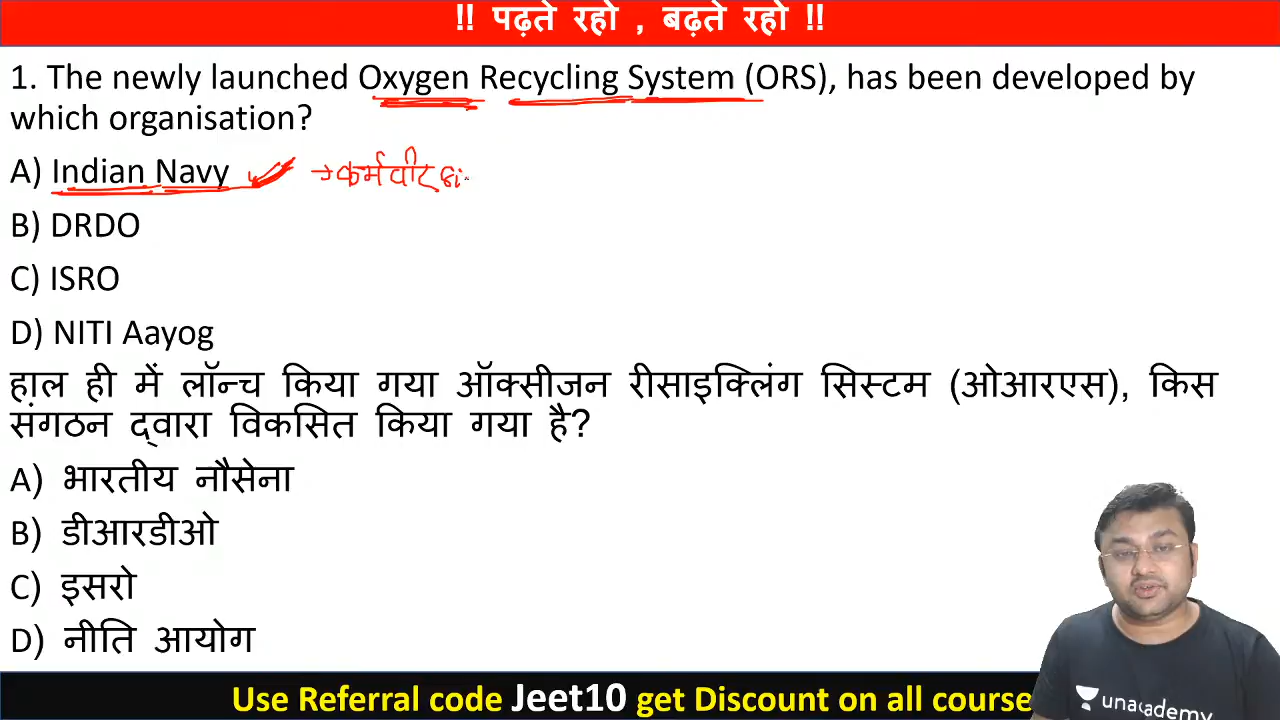 !! पढ़ते रहो , बढ़ते रहो !!
1. The newly launched Oxygen Recycling System (ORS), has been developed by
which organisation?
A) Indian Navy → कर्मवीर
B) DRDO
C) ISRO
D) NITI Aayog
हाल ही में लॉन्च किया गया ऑक्सीजन रीसाइक्लिंग सिस्टम (ओआरएस), किस
संगठन द्वारा विकसित किया गया है?
A) भारतीय नौसेना
B) डीआरडीओ
C) इसरो
D) नीति आयोग
Use Referral code Jeet10 get Discount on all course
unacademy